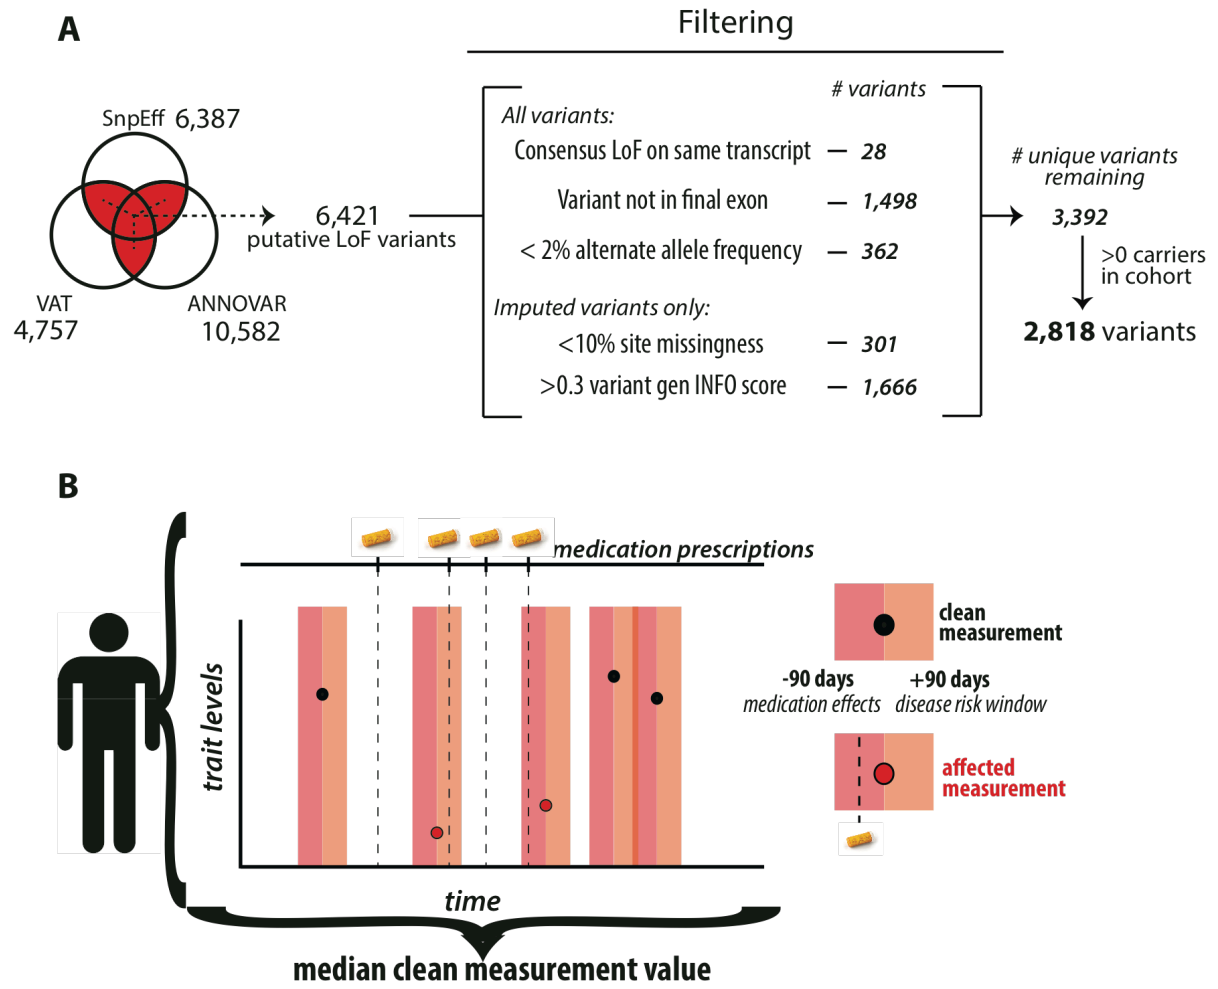 A
Filtering
SnpEff 6,387
6,421
putative LoF variants
VAT
4,757
ANNOVAR
10,582
# variants
All variants:
Consensus LoF on same transcript — 28
Variant not in final exon — 1,498
< 2% alternate allele frequency — 362
Imputed variants only:
<10% site missingness — 301
>0.3 variant gen INFO score — 1,666
# unique variants
remaining
3,392
>0 carriers
in cohort
2,818 variants
B
medication prescriptions
trait levels
time
median clean measurement value
clean
measurement
-90 days
medication effects
+90 days
disease risk window
affected
measurement